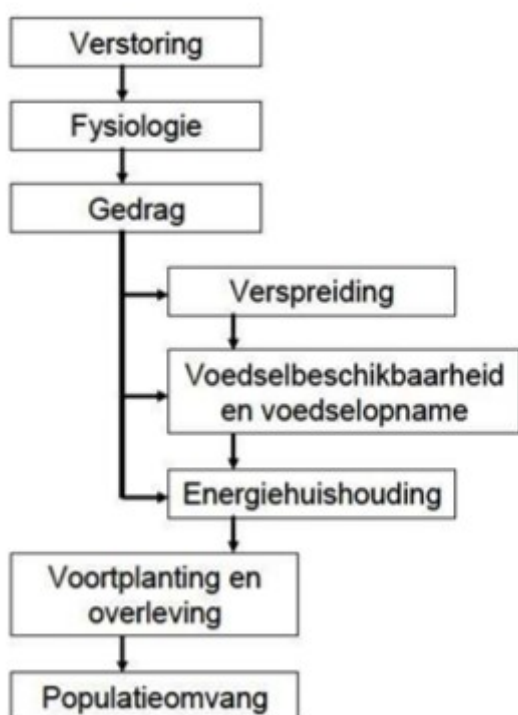 Verstoring
Fysiologie
Gedrag
Verspreiding
Voedselbeschikbaarheid
en voedselopname
Energiehuishouding
Voortplanting en
overleving
Populatieomvang